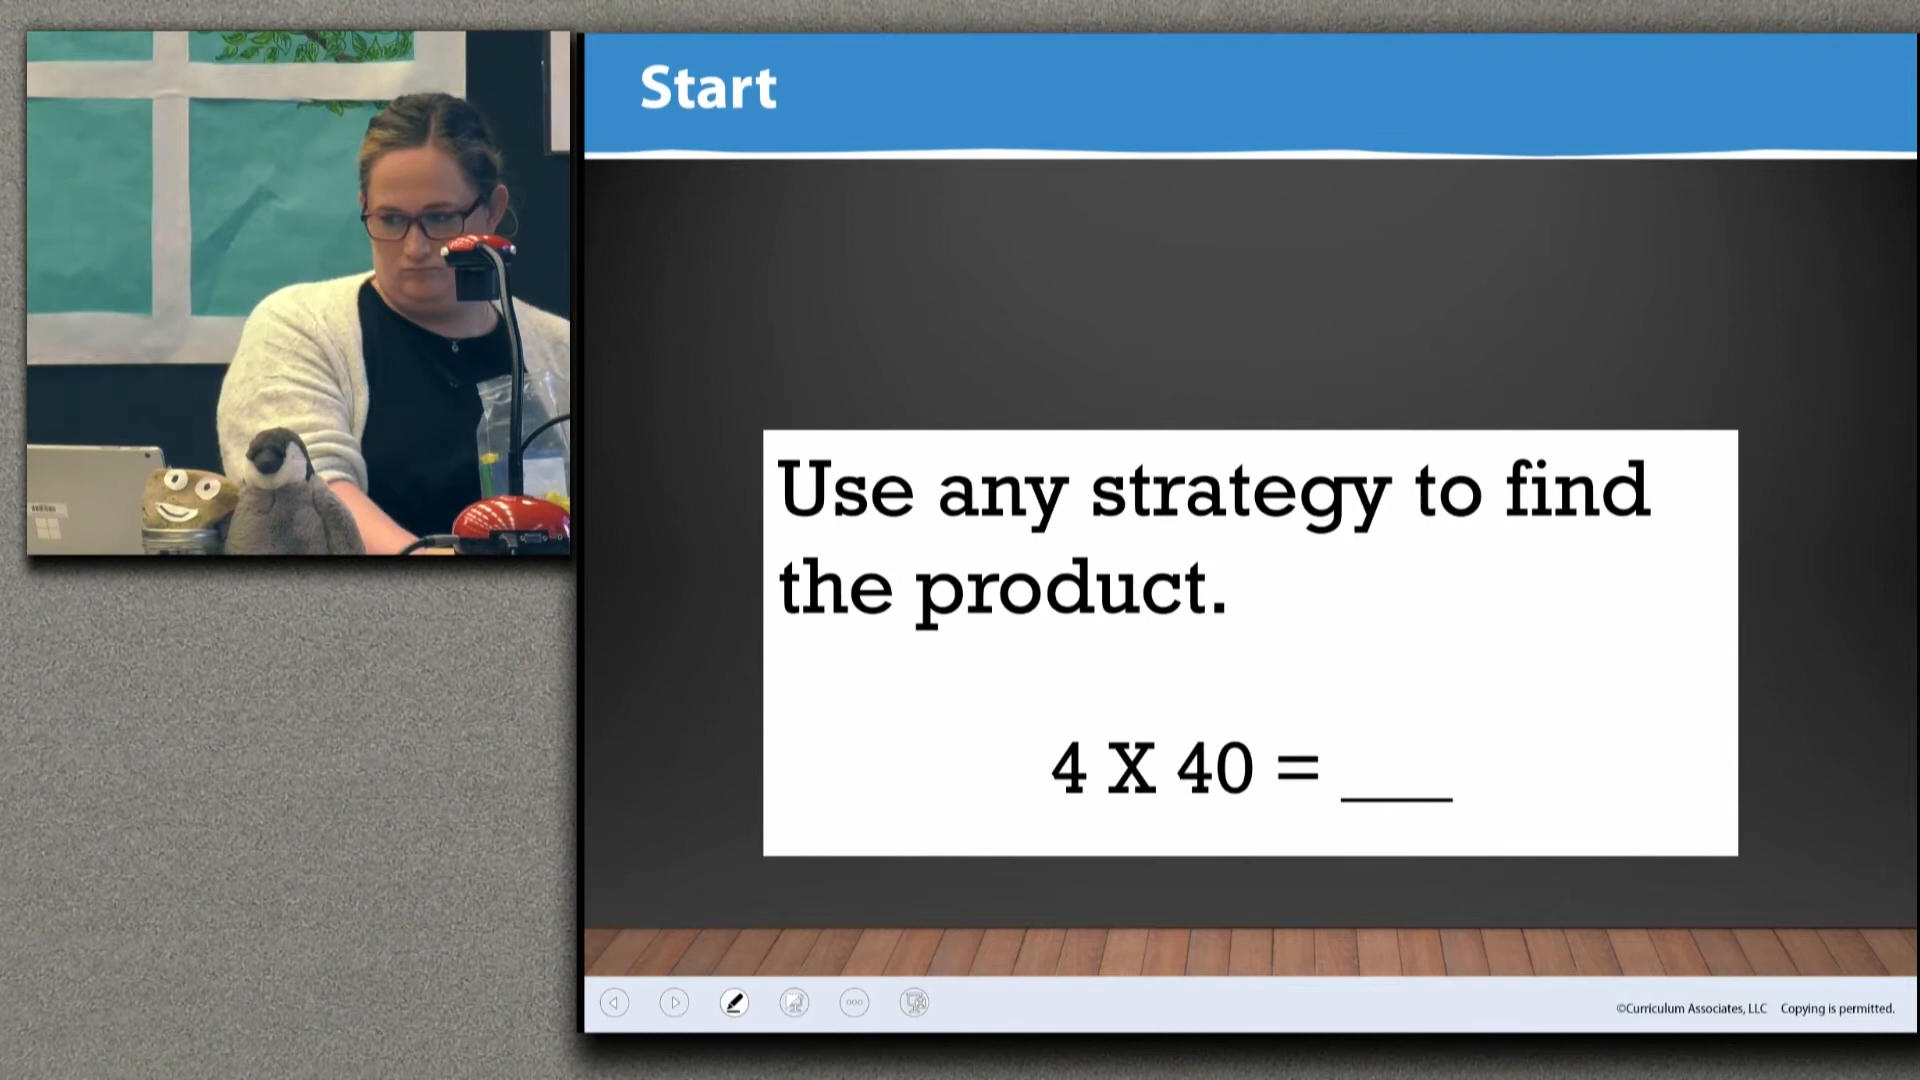 Start
Use any strategy to find
the product.
4 X 40 = ___
©Curriculum Associates, LLC Copying is permitted.